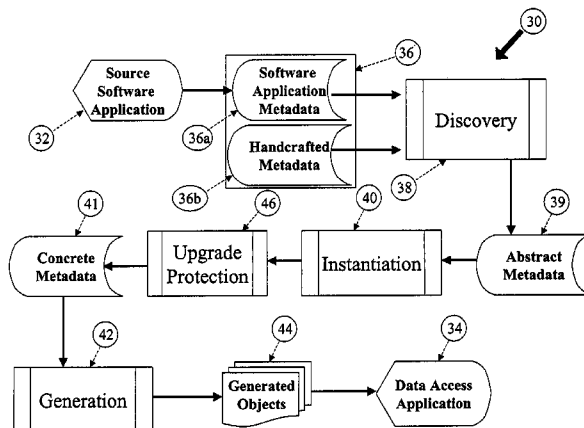 30
36
Source
Software
Application
Software
Application
Metadata
Discovery
32
36a
Handcrafted
Metadata
36b
38
41
46
40
39
Concrete
Metadata
Upgrade
Protection
Instantiation
Abstract
Metadata
42
44
34
Generation
Generated
Objects
Data Access
Application